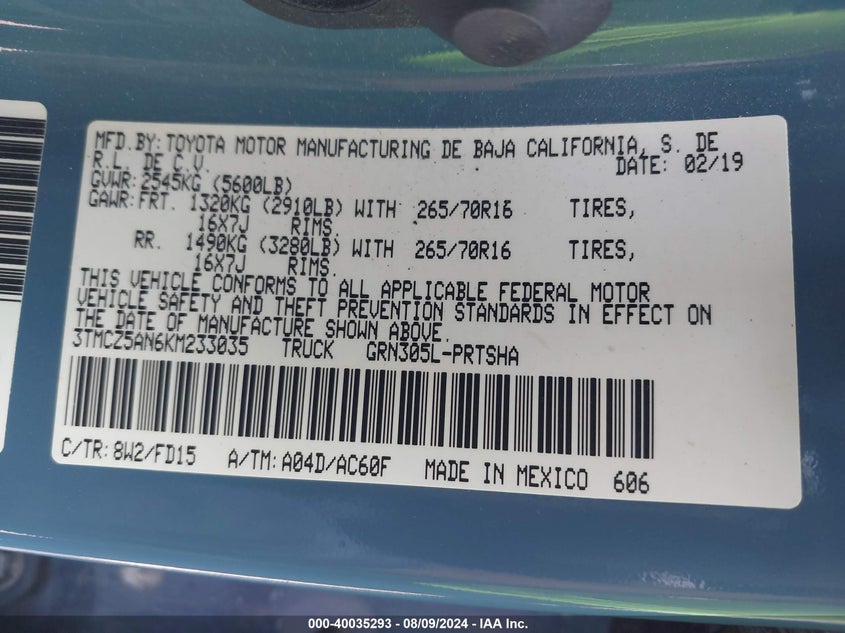 MFD.BY:TOYOTA MOTOR MANUFACTURING DE BAJA CALIFORNIA, S. DE
R.L. DE C.V. DATE: 02/19
GVWR:2545KG (5600LB)
GAWR:FRT. 1320KG (2910LB) WITH 265/70R16 TIRES,
16X7J RIMS.
RR. 1490KG (3280LB) WITH 265/70R16 TIRES,
16X7J RIMS.
THIS VEHICLE CONFORMS TO ALL APPLICABLE FEDERAL MOTOR
VEHICLE SAFETY AND THEFT PREVENTION STANDARDS IN EFFECT ON
THE DATE OF MANUFACTURE SHOWN ABOVE.
3TMCZ5AN6KM233035 TRUCK GRN305L-PRTSHA
C/TR:8W2/FD15 A/TM:A04D/AC60F MADE IN MEXICO 606
000-40035293 - 08/09/2024 - IAA Inc.